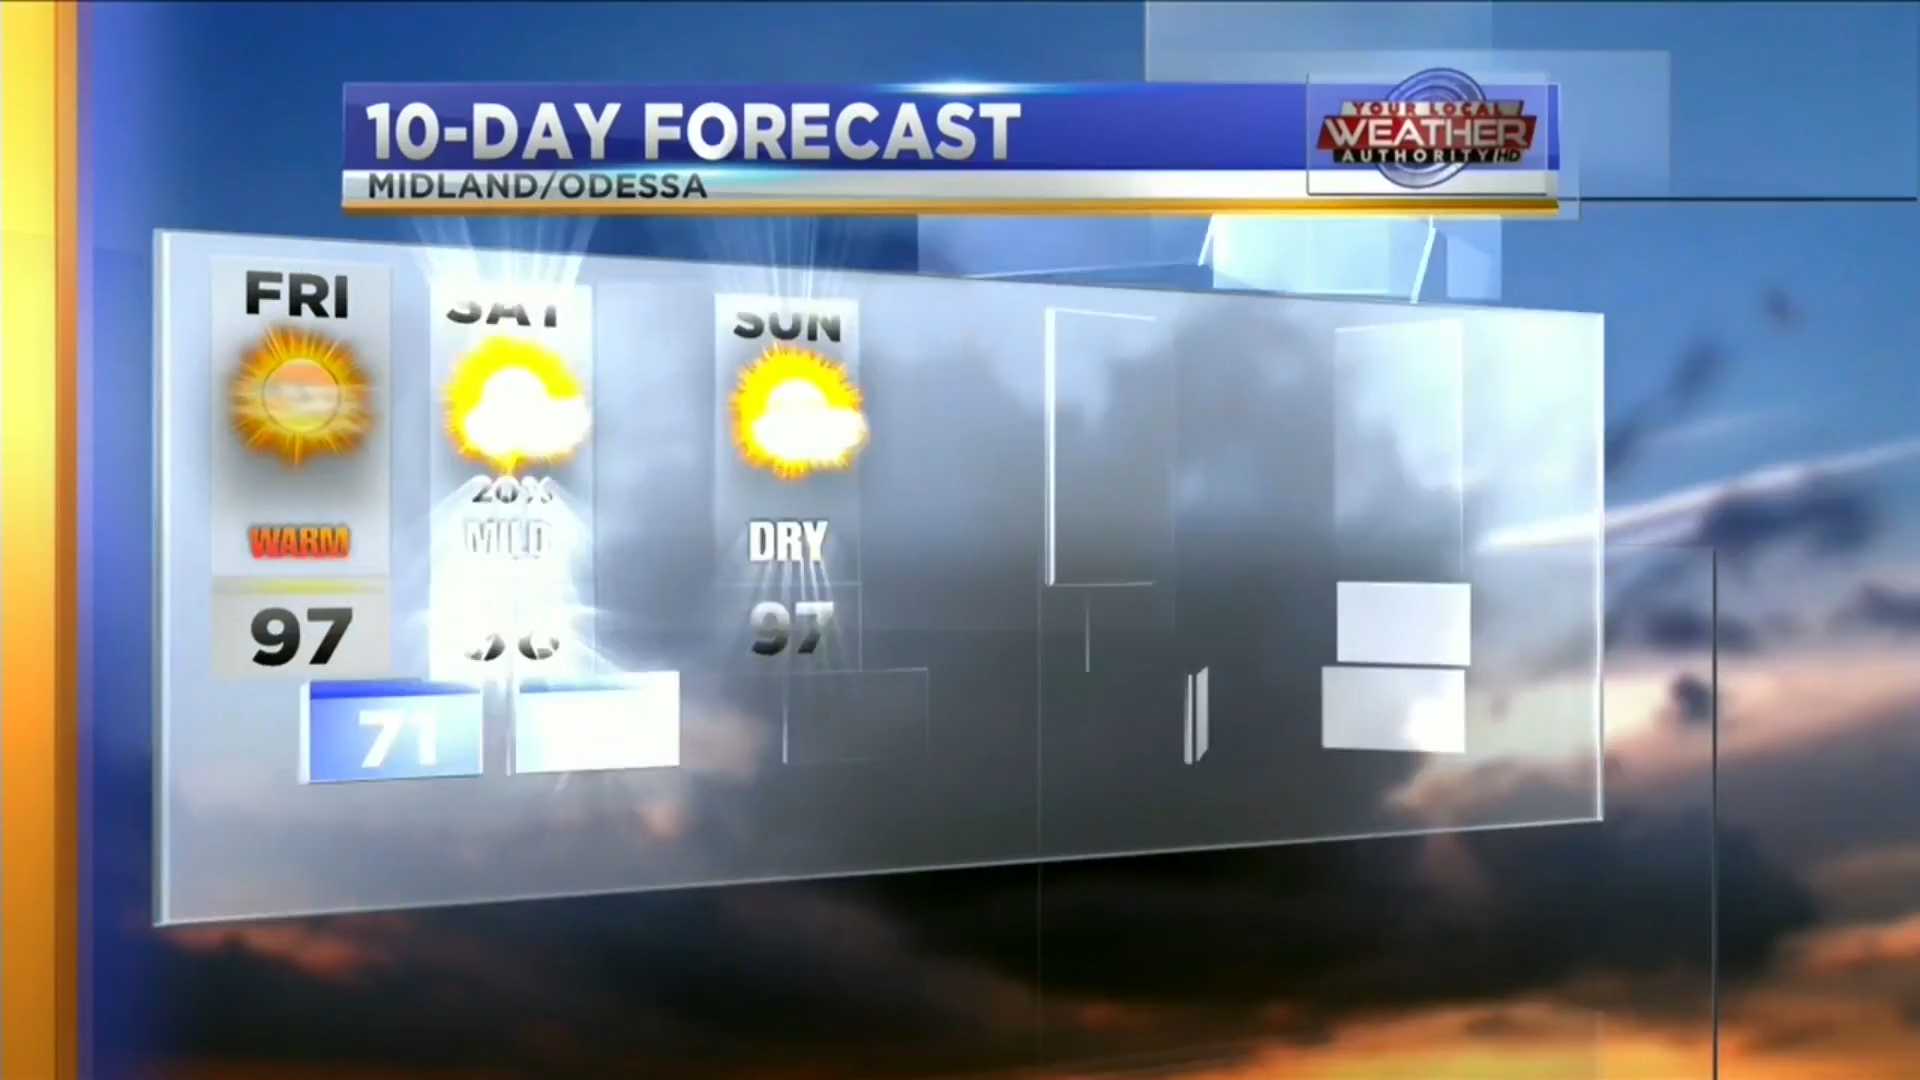 10-DAY FORECAST
MIDLAND/ODESSA
YOUR LOCAL
WEATHER
AUTHORITY HD
FRI
SAT
SUN
20%
WARM
MILD
DRY
97
97
71